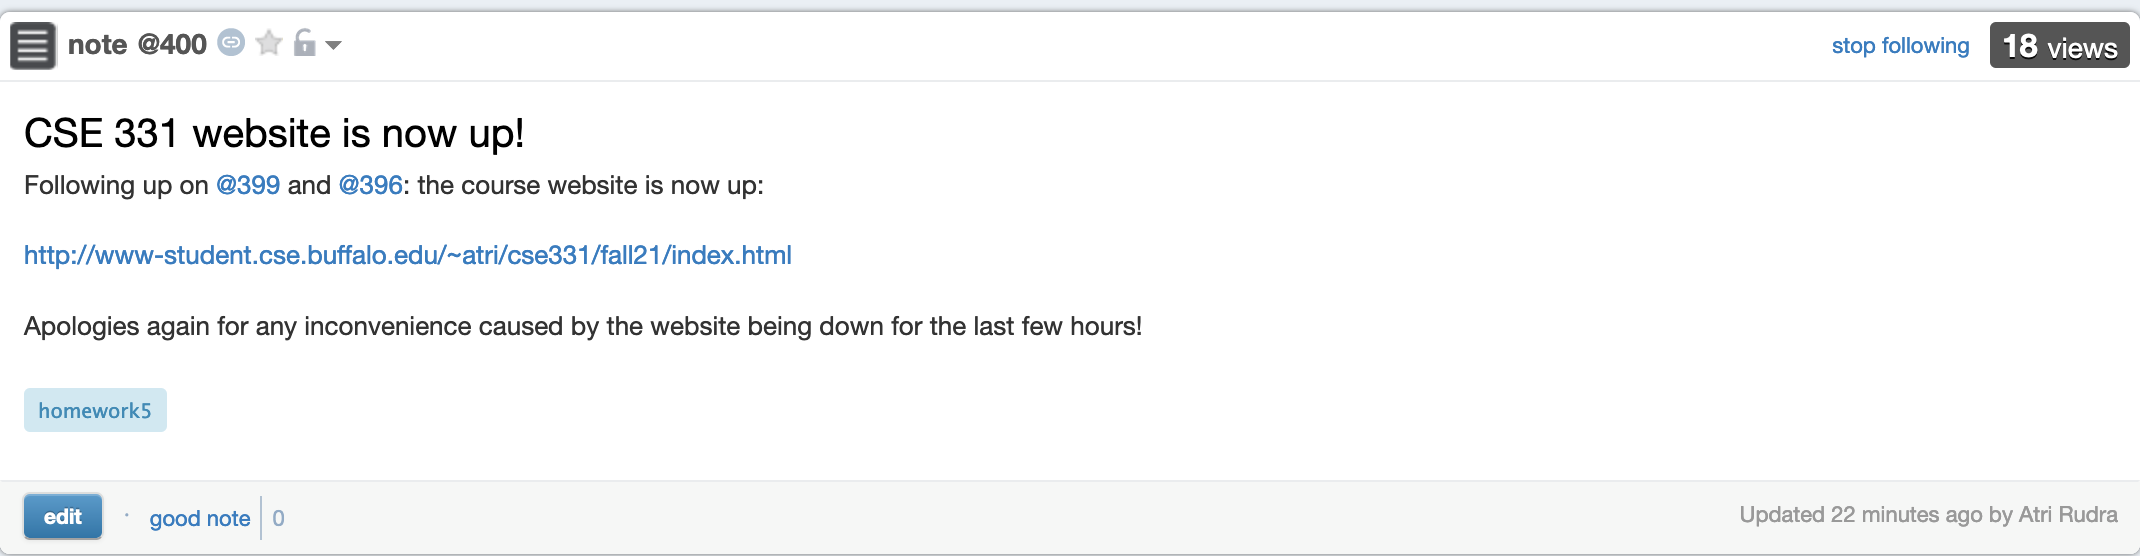 note @400
stop following
18 views
CSE 331 website is now up!
Following up on @399 and @396: the course website is now up:
http://www-student.cse.buffalo.edu/~atri/cse331/fall21/index.html
Apologies again for any inconvenience caused by the website being down for the last few hours!
homework5
edit · good note 0
Updated 22 minutes ago by Atri Rudra